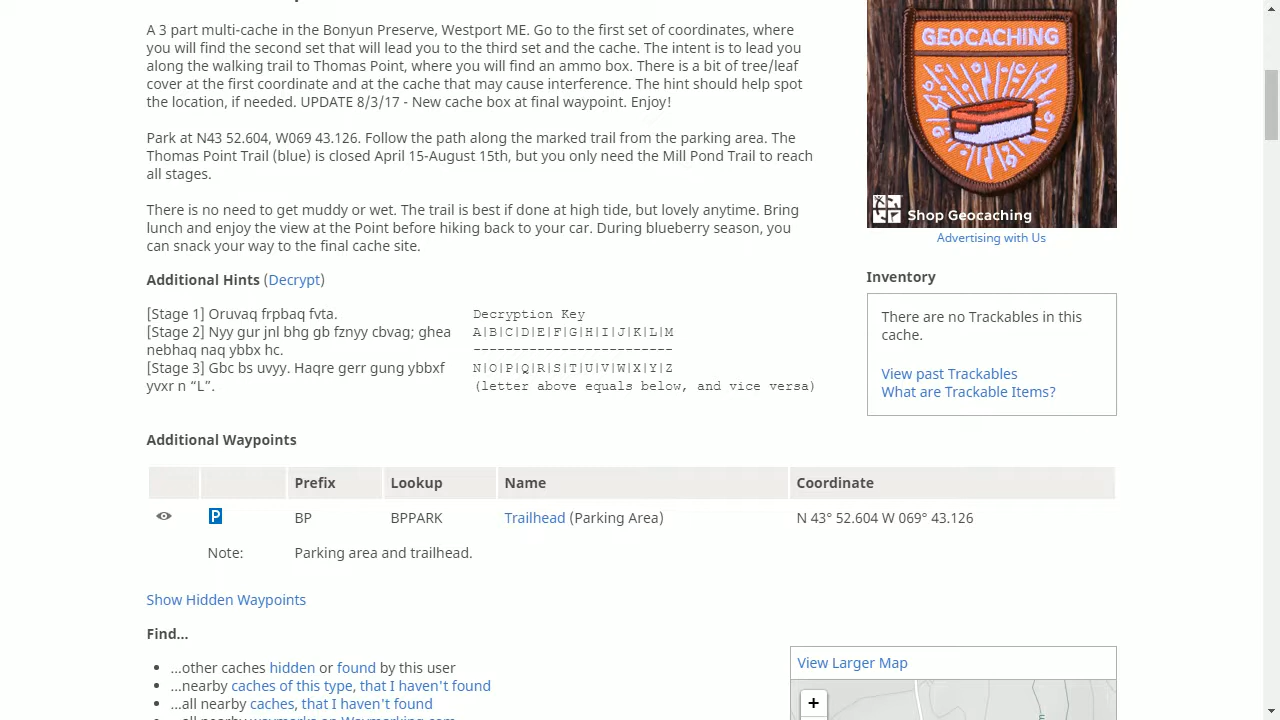 A 3 part multi-cache in the Bonyun Preserve, Westport ME. Go to the first set of coordinates, where
you will find the second set that will lead you to the third set and the cache. The intent is to lead you
along the walking trail to Thomas Point, where you will find an ammo box. There is a bit of tree/leaf
cover at the first coordinate and at the cache that may cause interference. The hint should help spot
the location, if needed. UPDATE 8/3/17 - New cache box at final waypoint. Enjoy!
Park at N43 52.604, W069 43.126. Follow the path along the marked trail from the parking area. The
Thomas Point Trail (blue) is closed April 15-August 15th, but you only need the Mill Pond Trail to reach
all stages.
There is no need to get muddy or wet. The trail is best if done at high tide, but lovely anytime. Bring
lunch and enjoy the view at the Point before hiking back to your car. During blueberry season, you
can snack your way to the final cache site.
Additional Hints (Decrypt)
[Stage 1] Oruvaq frpbaq fvta.
[Stage 2] Nyy gur jnl bhg gb fznyy cbvag; ghea
nebhaq naq ybbx hc.
[Stage 3] Gbc bs uvyy. Haqre gerr gung ybbxf
yvxr n “L”.
Decryption Key
A|B|C|D|E|F|G|H|I|J|K|L|M
-------------------------
N|O|P|Q|R|S|T|U|V|W|X|Y|Z
(letter above equals below, and vice versa)
Additional Waypoints
Prefix Lookup Name Coordinate
P BP BPPARK Trailhead (Parking Area) N 43° 52.604 W 069° 43.126
Note: Parking area and trailhead.
Show Hidden Waypoints
Find...
...other caches hidden or found by this user
...nearby caches of this type, that I haven't found
...all nearby caches, that I haven't found
GEOCACHING
Shop Geocaching
Advertising with Us
Inventory
There are no Trackables in this
cache.
View past Trackables
What are Trackable Items?
View Larger Map
+